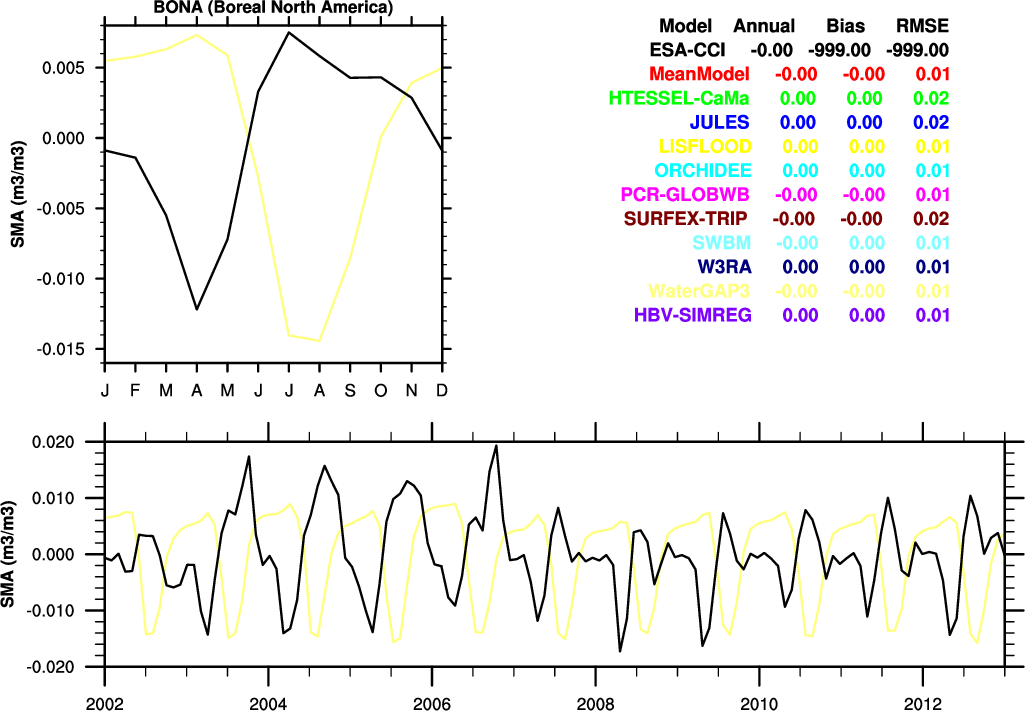 BONA (Boreal North America)
0.005
0.000
-0.005
-0.010
-0.015
SMA (m3/m3)
J F M A M J J A S O N D
Model Annual Bias RMSE
ESA-CCI -0.00 -999.00 -999.00
MeanModel -0.00 -0.00 0.01
HTESSEL-CaMa 0.00 0.00 0.02
JULES 0.00 0.00 0.02
LISFLOOD 0.00 0.00 0.01
ORCHIDEE 0.00 0.00 0.01
PCR-GLOBWB -0.00 -0.00 0.01
SURFEX-TRIP -0.00 -0.00 0.02
SWBM -0.00 0.00 0.01
W3RA 0.00 0.00 0.01
WaterGAP3 -0.00 -0.00 0.01
HBV-SIMREG 0.00 0.00 0.01
0.020
0.010
0.000
-0.010
-0.020
SMA (m3/m3)
2002 2004 2006 2008 2010 2012